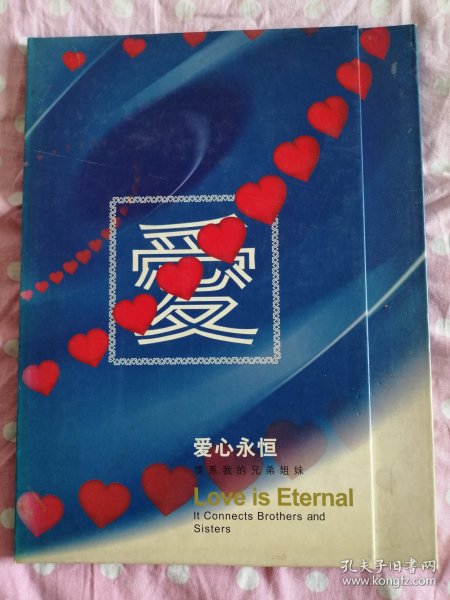 愛
爱心永恒
情系我的兄弟姐妹
Love is Eternal
It Connects Brothers and
Sisters
孔夫子旧书网
www.kongfz.com